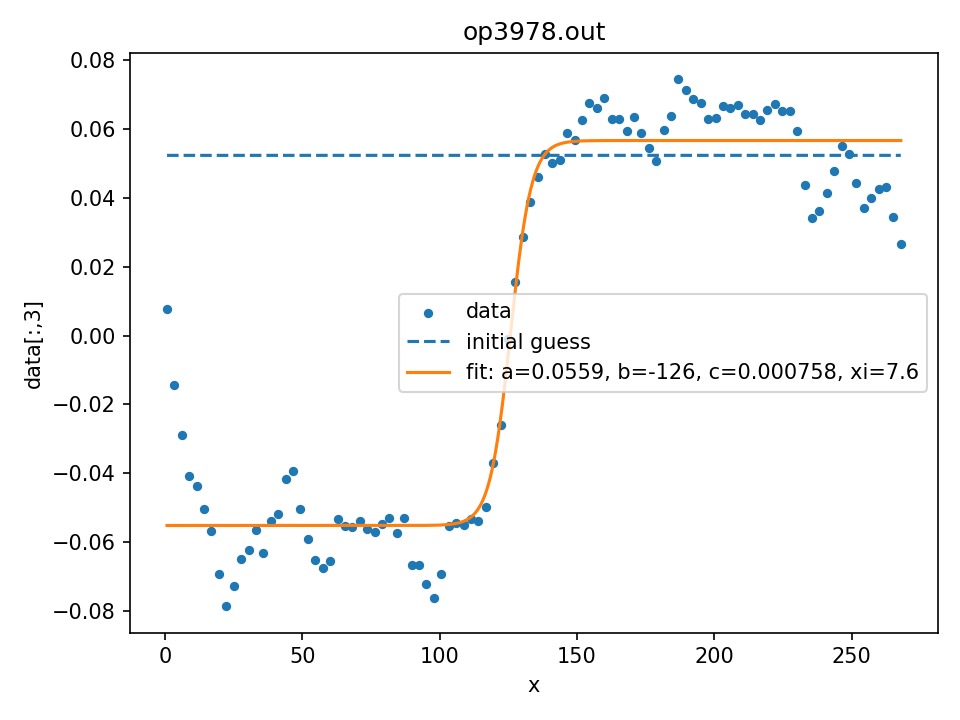 op3978.out
0.08
0.06
0.04
0.02
0.00
−0.02
−0.04
−0.06
−0.08
data[:,3]
data
initial guess
fit: a=0.0559, b=-126, c=0.000758, xi=7.6
0 50 100 150 200 250
x